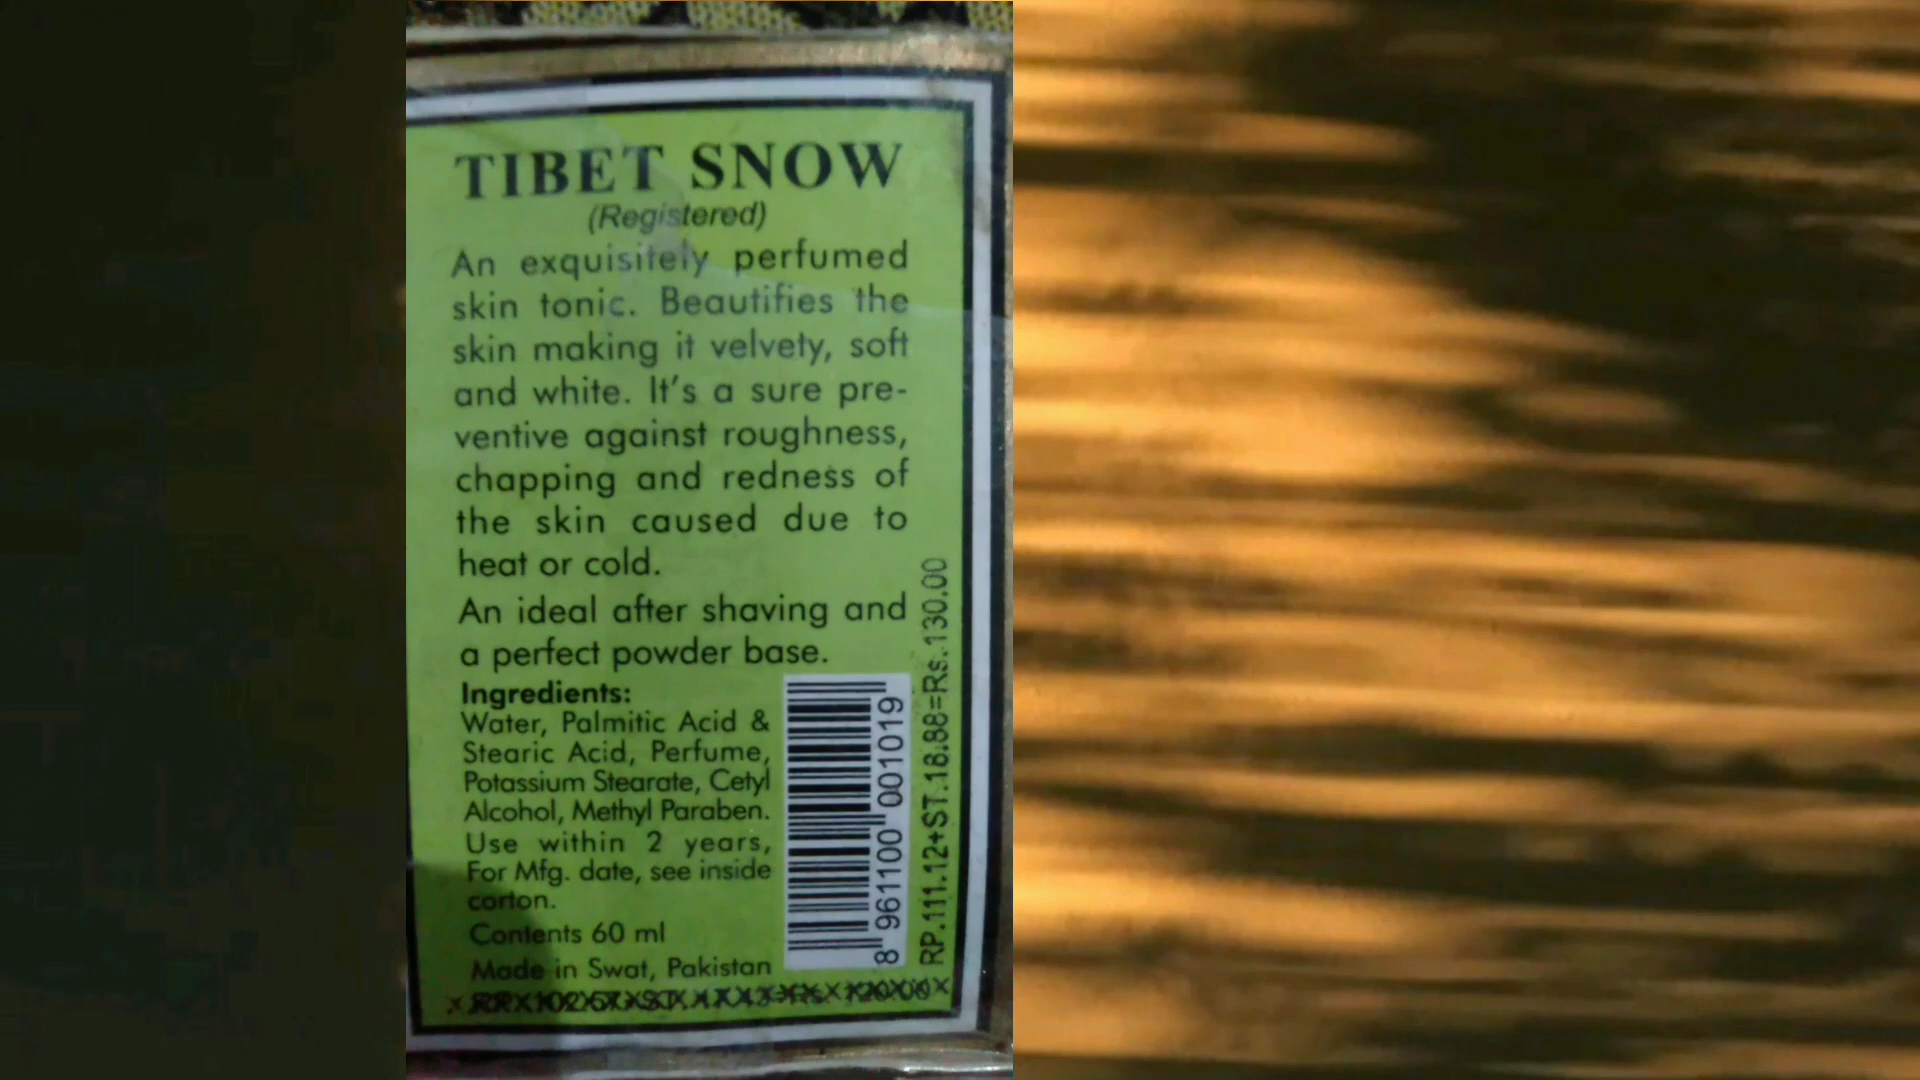 TIBET SNOW
(Registered)
An exquisitely perfumed
skin tonic. Beautifies the
skin making it velvety, soft
and white. It's a sure pre-
ventive against roughness,
chapping and redness of
the skin caused due to
heat or cold.
An ideal after shaving and
a perfect powder base.
Ingredients:
Water, Palmitic Acid &
Stearic Acid, Perfume,
Potassium Stearate, Cetyl
Alcohol, Methyl Paraben.
Use within 2 years,
For Mfg. date, see inside
corton.
Contents 60 ml
Made in Swat, Pakistan
8 961100 001019
RP.111.12+ST.18.88=Rs.130.00